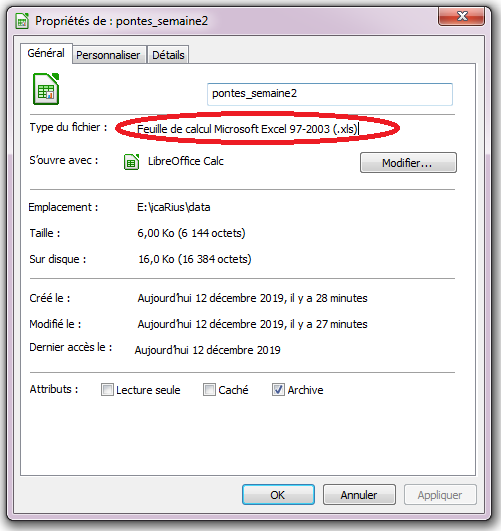 Propriétés de : pontes_semaine2
Général Personnaliser Détails
pontes_semaine2
Type du fichier : Feuille de calcul Microsoft Excel 97-2003 (.xls)
S'ouvre avec : LibreOffice Calc Modifier...
Emplacement : E:\icaRius\data
Taille : 6,00 Ko (6 144 octets)
Sur disque : 16,0 Ko (16 384 octets)
Créé le : Aujourd'hui 12 décembre 2019, il y a 28 minutes
Modifié le : Aujourd'hui 12 décembre 2019, il y a 27 minutes
Dernier accès le : Aujourd'hui 12 décembre 2019
Attributs : Lecture seule Caché Archive
OK Annuler Appliquer